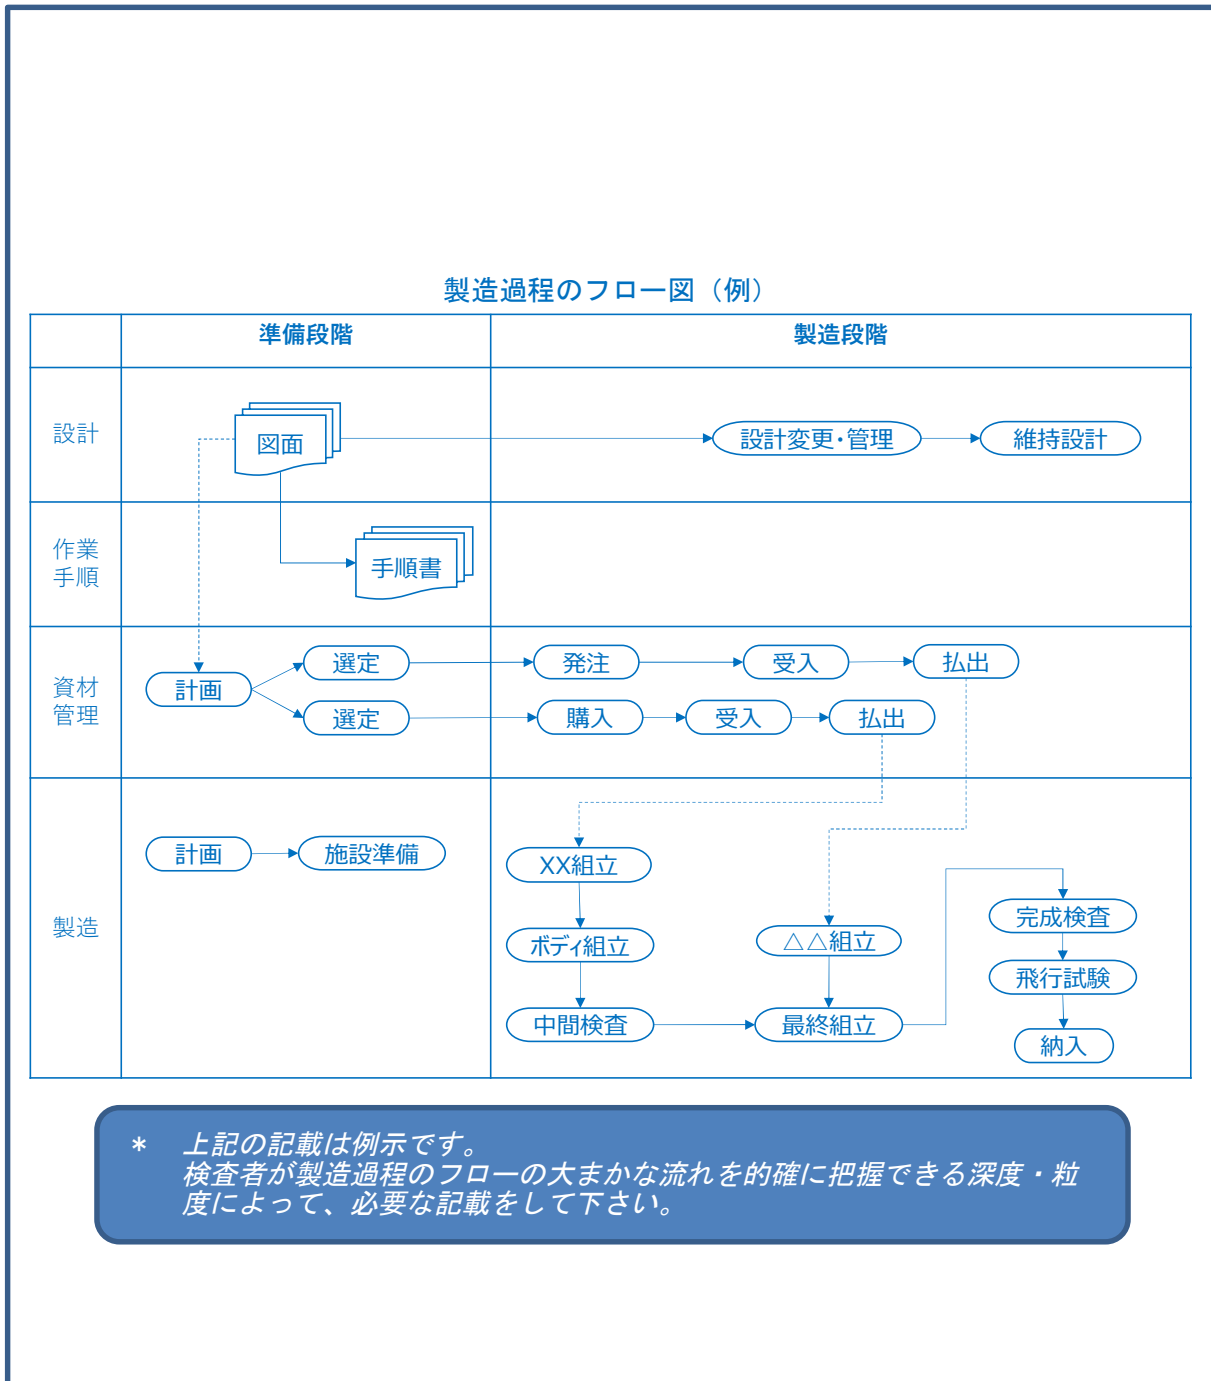 製造過程のフロー図（例）
準備段階
製造段階
設計
図面
設計変更・管理
維持設計
作業
手順
手順書
資材
管理
計画
選定
発注
受入
払出
選定
購入
受入
払出
製造
計画
施設準備
XX組立
ボディ組立
中間検査
△△組立
最終組立
完成検査
飛行試験
納入
* 上記の記載は例示です。
検査者が製造過程のフローの大まかな流れを的確に把握できる深度・粒
度によって、必要な記載をして下さい。